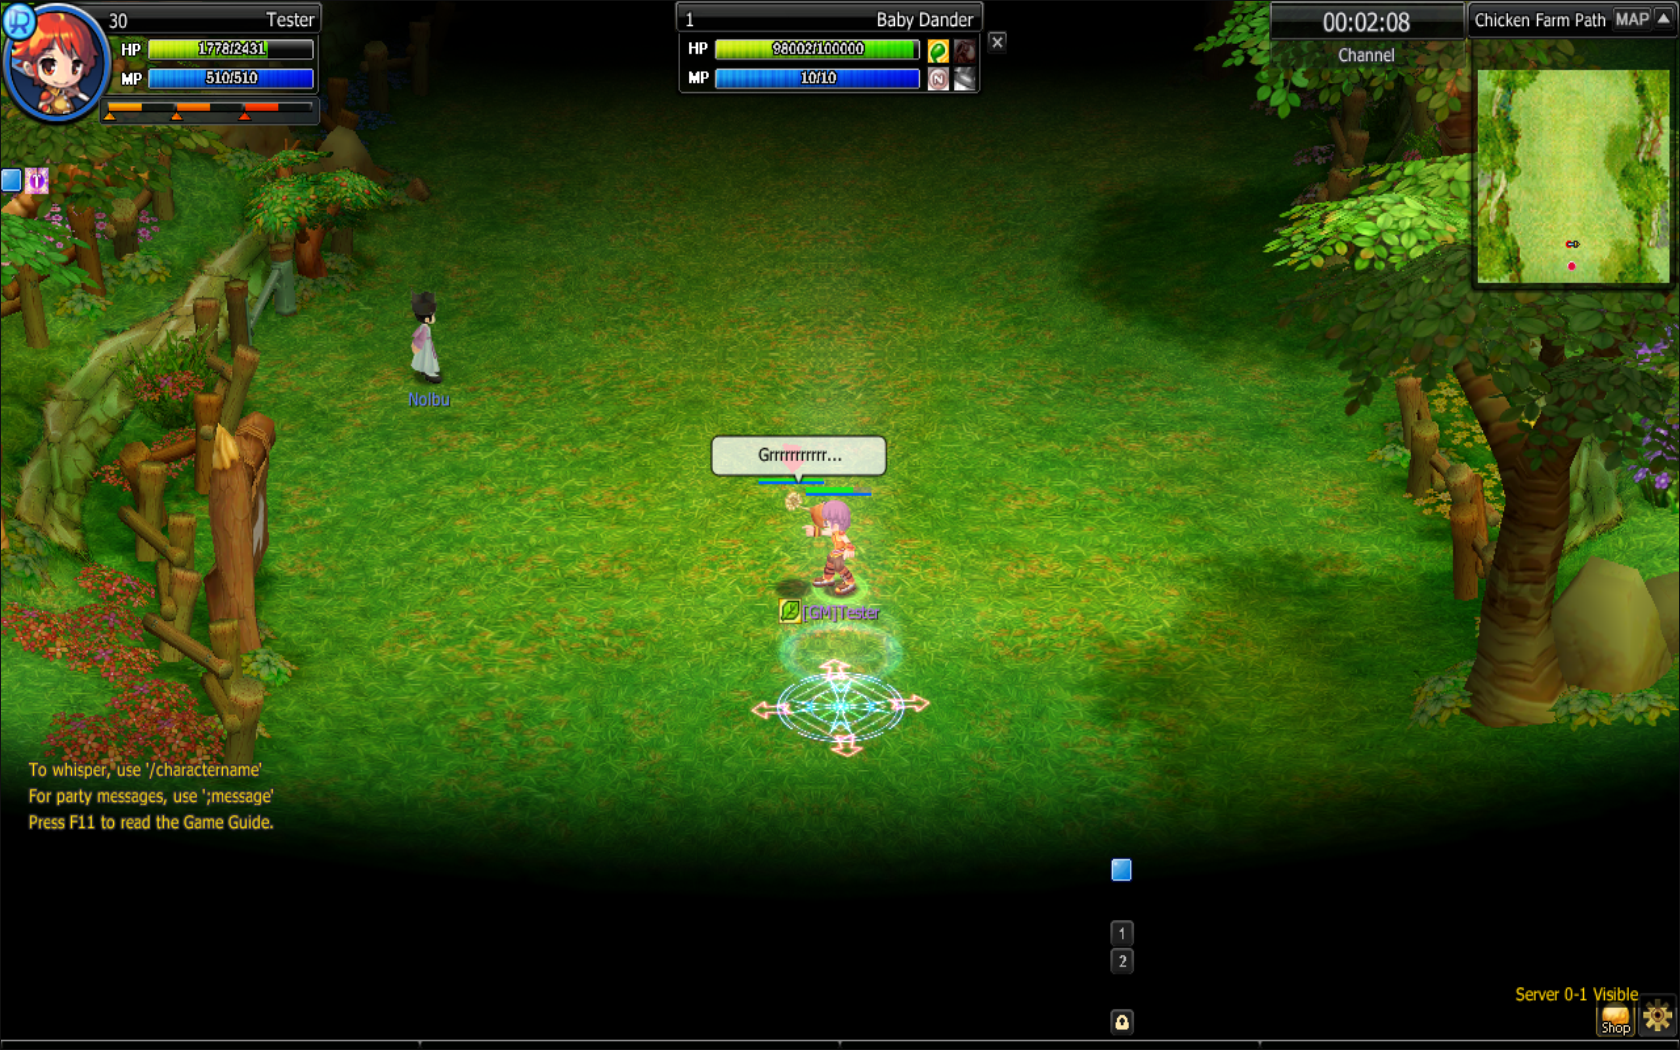 30 Tester
HP 1778/2431
MP 510/510
1 Baby Dander
HP 98002/100000
MP 10/10
N
00:02:08
Channel
Chicken Farm Path MAP
T
Nolbu
Grrrrrrrrrrr...
[GM]Tester
To whisper, use '/charactername'
For party messages, use ';message'
Press F11 to read the Game Guide.
1
2
Server 0-1 Visible
Shop